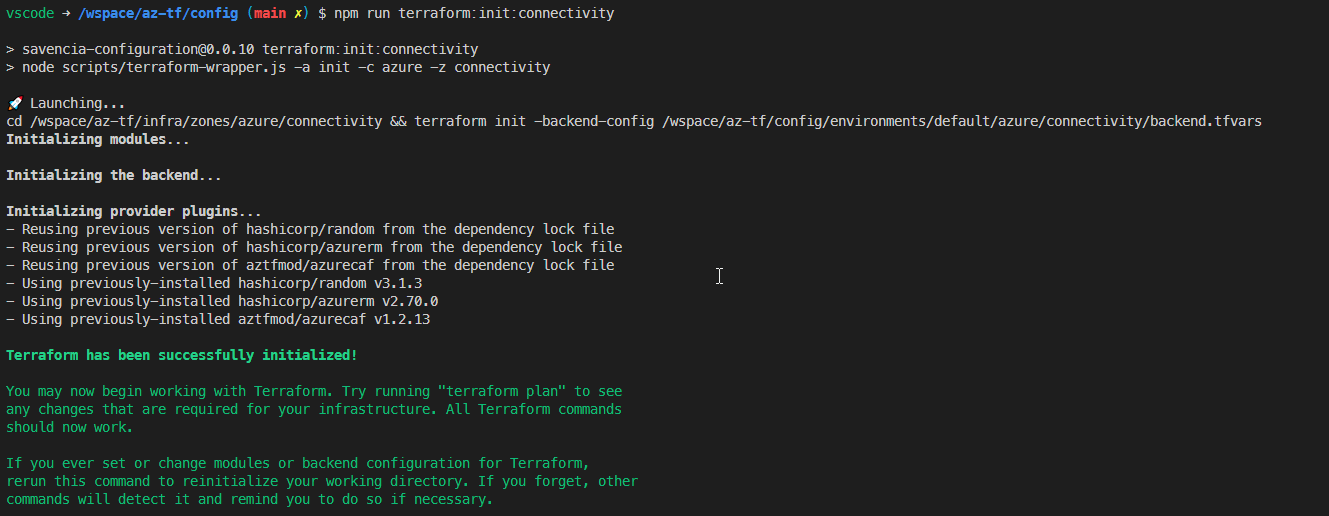 vscode → /wspace/az-tf/config (main ✗) $ npm run terraform:init:connectivity
> savencia-configuration@0.0.10 terraform:init:connectivity
> node scripts/terraform-wrapper.js -a init -c azure -z connectivity
🚀 Launching...
cd /wspace/az-tf/infra/zones/azure/connectivity && terraform init -backend-config /wspace/az-tf/config/environments/default/azure/connectivity/backend.tfvars
Initializing modules...
Initializing the backend...
Initializing provider plugins...
- Reusing previous version of hashicorp/random from the dependency lock file
- Reusing previous version of hashicorp/azurerm from the dependency lock file
- Reusing previous version of aztfmod/azurecaf from the dependency lock file
- Using previously-installed hashicorp/random v3.1.3
- Using previously-installed hashicorp/azurerm v2.70.0
- Using previously-installed aztfmod/azurecaf v1.2.13
Terraform has been successfully initialized!
You may now begin working with Terraform. Try running "terraform plan" to see
any changes that are required for your infrastructure. All Terraform commands
should now work.
If you ever set or change modules or backend configuration for Terraform,
rerun this command to reinitialize your working directory. If you forget, other
commands will detect it and remind you to do so if necessary.